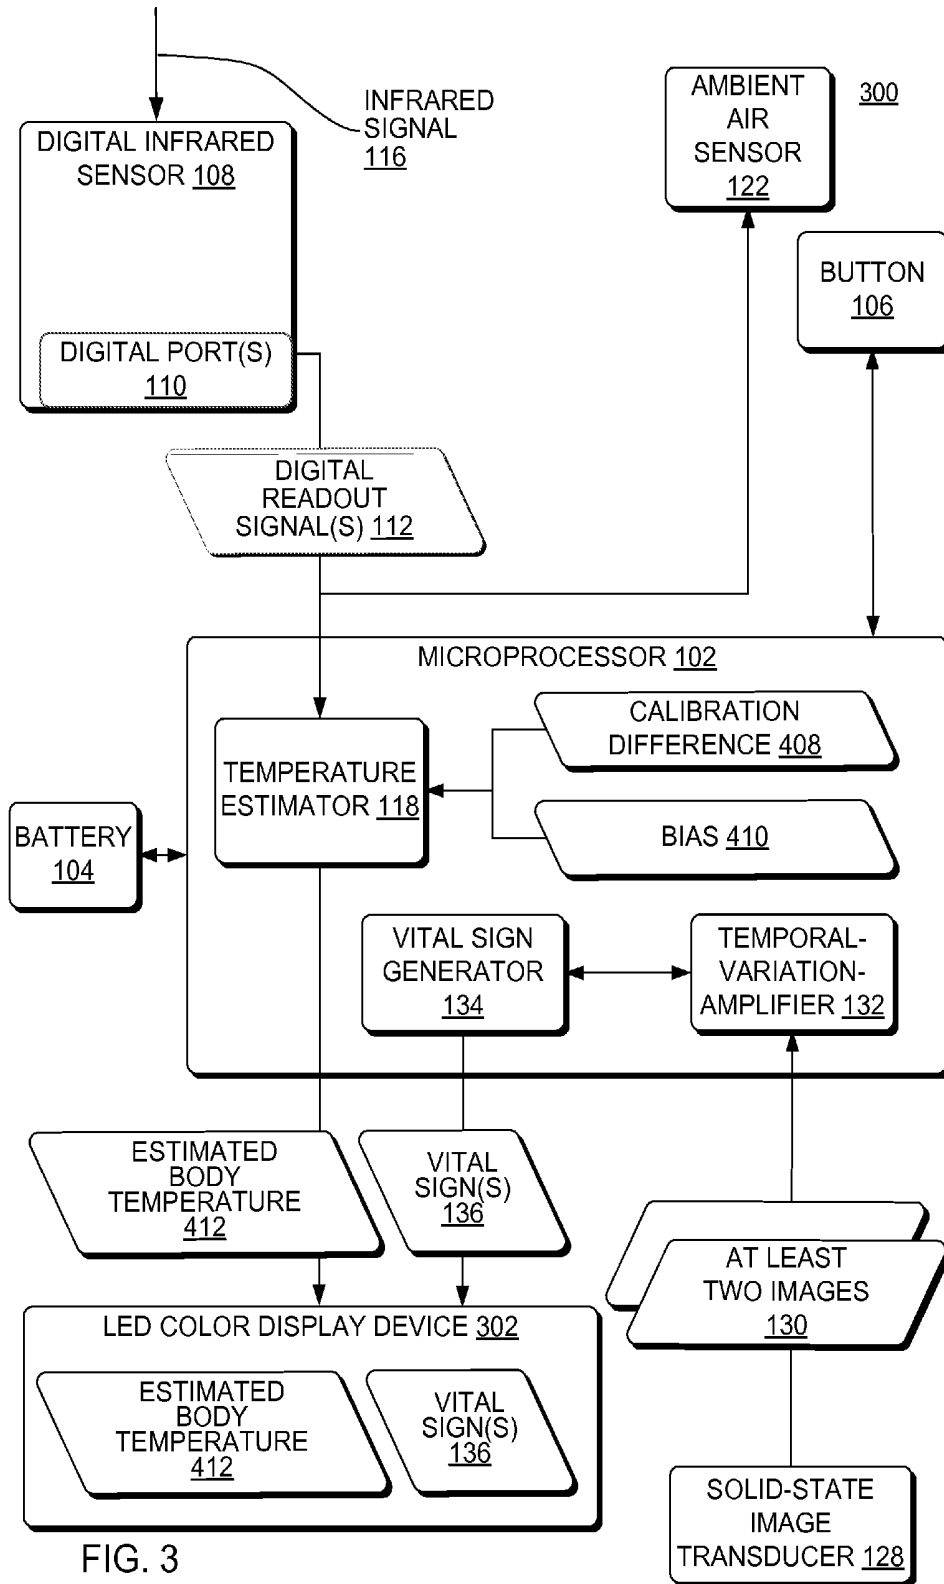 INFRARED
SIGNAL
116
DIGITAL INFRARED
SENSOR 108
DIGITAL PORT(S)
110
AMBIENT
AIR
SENSOR
122
300
BUTTON
106
DIGITAL
READOUT
SIGNAL(S) 112
MICROPROCESSOR 102
CALIBRATION
DIFFERENCE 408
TEMPERATURE
ESTIMATOR 118
BIAS 410
BATTERY
104
VITAL SIGN
GENERATOR
134
TEMPORAL-
VARIATION-
AMPLIFIER 132
ESTIMATED
BODY
TEMPERATURE
412
VITAL
SIGN(S)
136
AT LEAST
TWO IMAGES
130
LED COLOR DISPLAY DEVICE 302
ESTIMATED
BODY
TEMPERATURE
412
VITAL
SIGN(S)
136
SOLID-STATE
IMAGE
TRANSDUCER 128
FIG. 3